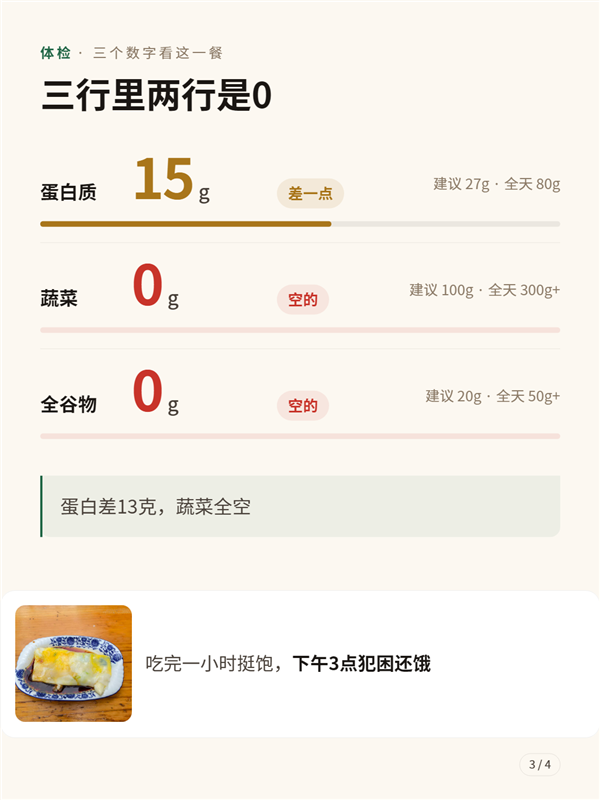 体检 · 三个数字看这一餐
三行里两行是0
蛋白质 15 g 差一点 建议 27g · 全天 80g
蔬菜 0 g 空的 建议 100g · 全天 300g+
全谷物 0 g 空的 建议 20g · 全天 50g+
蛋白差13克，蔬菜全空
吃完一小时挺饱，下午3点犯困还饿
3 / 4